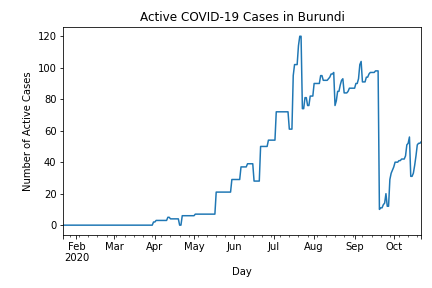 Active COVID-19 Cases in Burundi
Number of Active Cases
120
100
80
60
40
20
0
Feb Mar Apr May Jun Jul Aug Sep Oct
2020
Day